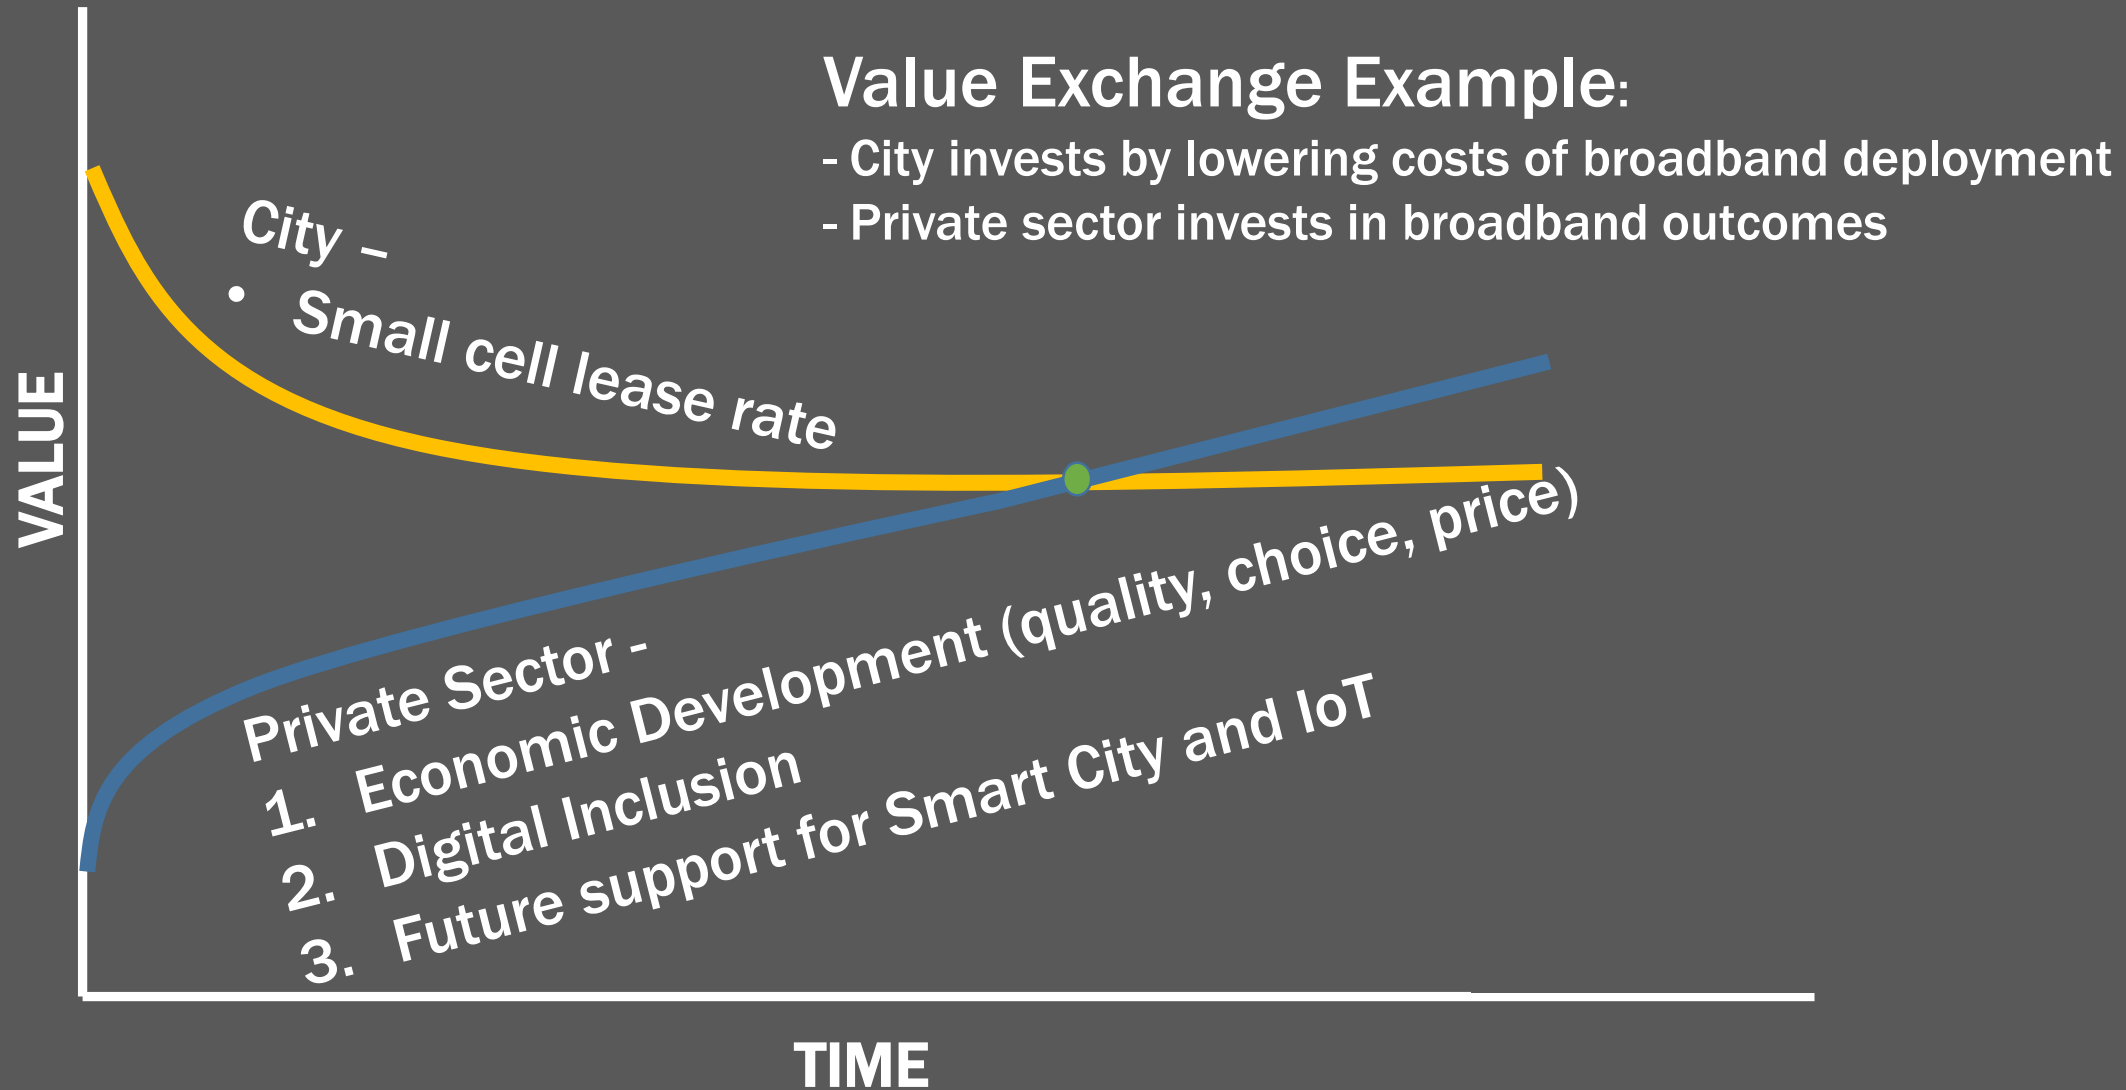 Value Exchange Example:
- City invests by lowering costs of broadband deployment
- Private sector invests in broadband outcomes
City –
• Small cell lease rate
VALUE
Private Sector -
1. Economic Development (quality, choice, price)
2. Digital Inclusion
3. Future support for Smart City and IoT
TIME